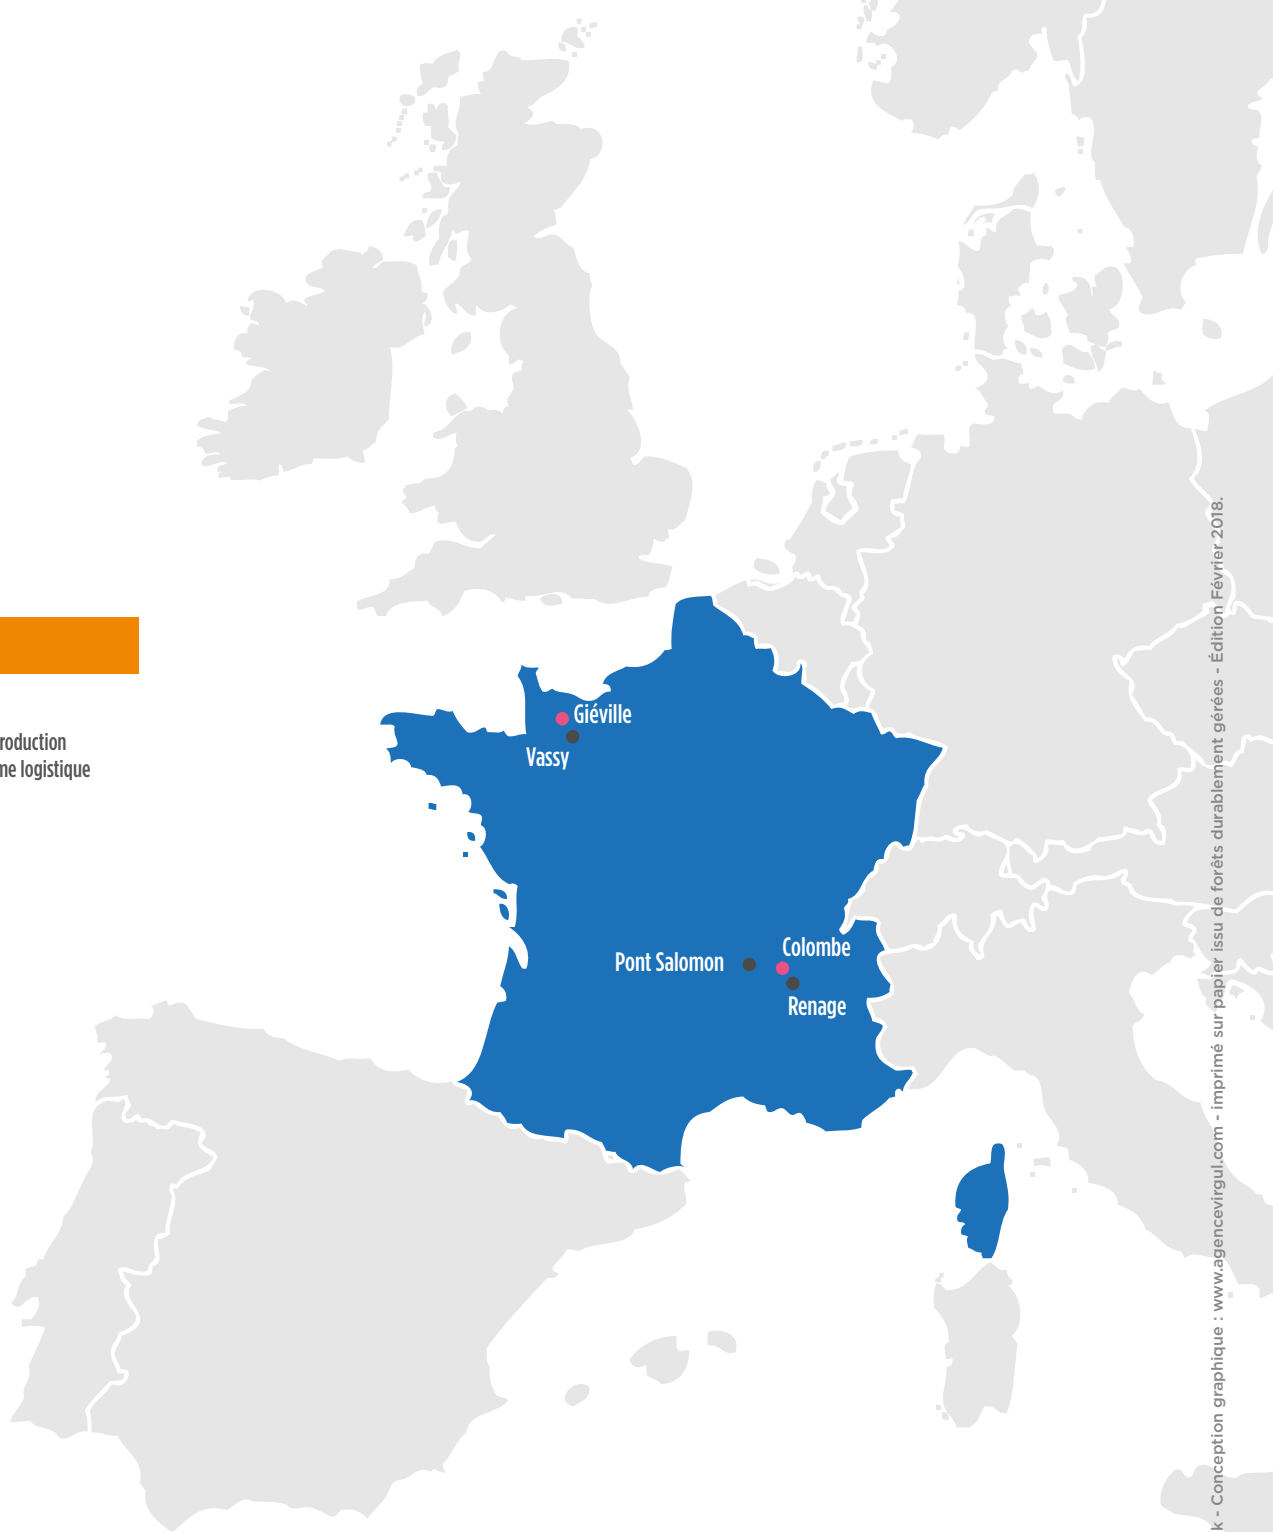 Giéville
Vassy
roduction
me logistique
Colombe
Pont Salomon
Renage
k - Conception graphique : www.agencevirgul.com - imprimé sur papier issu de forêts durablement gérées - Édition Février 2018.